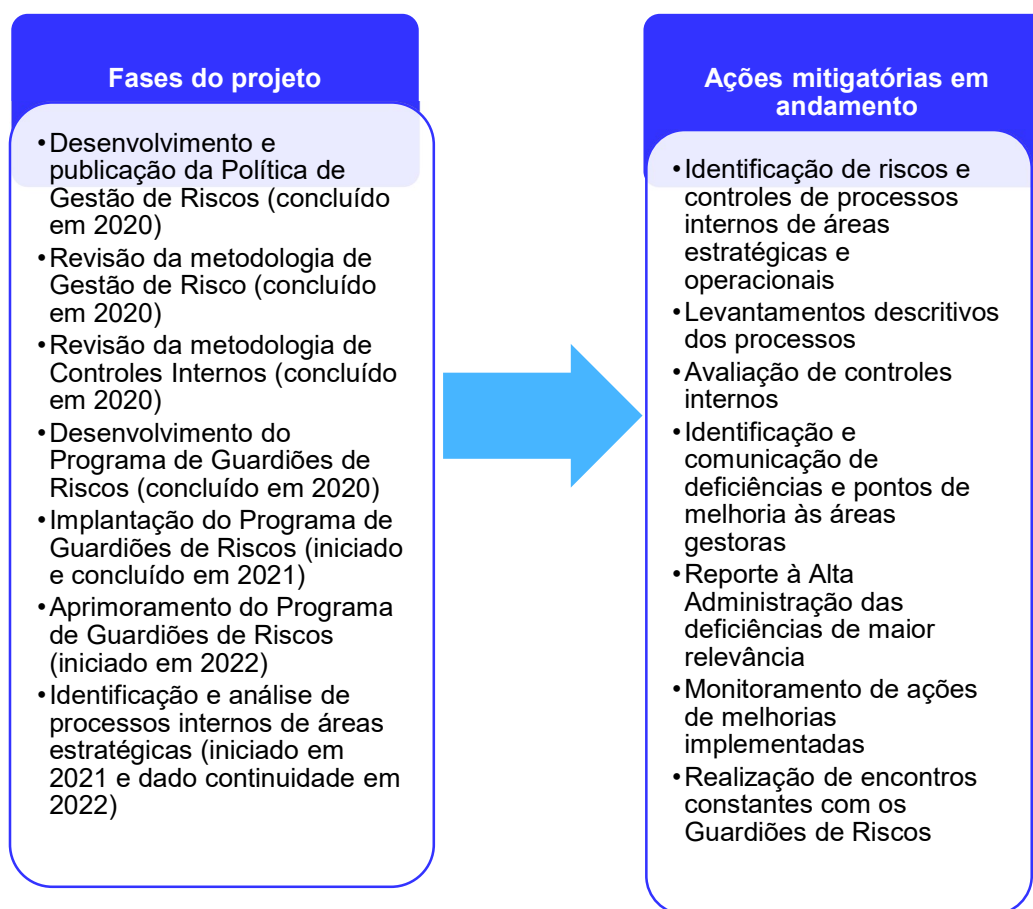 Fases do projeto
•Desenvolvimento e
publicação da Política de
Gestão de Riscos (concluído
em 2020)
•Revisão da metodologia de
Gestão de Risco (concluído
em 2020)
•Revisão da metodologia de
Controles Internos (concluído
em 2020)
•Desenvolvimento do
Programa de Guardiões de
Riscos (concluído em 2020)
•Implantação do Programa de
Guardiões de Riscos (iniciado
e concluído em 2021)
•Aprimoramento do Programa
de Guardiões de Riscos
(iniciado em 2022)
•Identificação e análise de
processos internos de áreas
estratégicas (iniciado em
2021 e dado continuidade em
2022)
Ações mitigatórias em
andamento
•Identificação de riscos e
controles de processos
internos de áreas
estratégicas e
operacionais
•Levantamentos descritivos
dos processos
•Avaliação de controles
internos
•Identificação e
comunicação de
deficiências e pontos de
melhoria às áreas
gestoras
•Reporte à Alta
Administração das
deficiências de maior
relevância
•Monitoramento de ações
de melhorias
implementadas
•Realização de encontros
constantes com os
Guardiões de Riscos